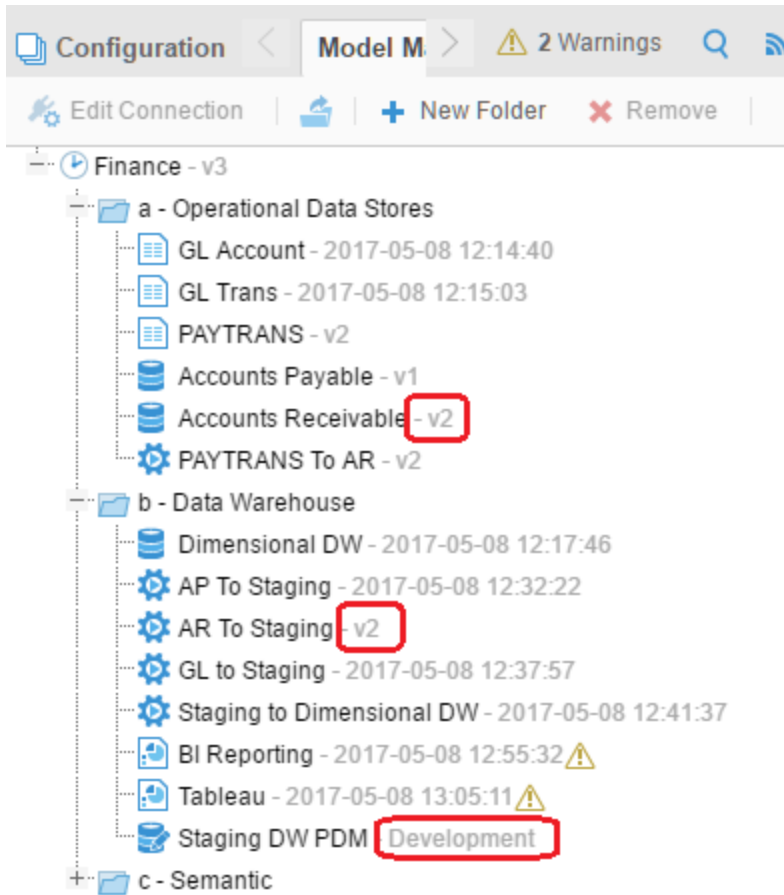 Configuration Model Ma 2 Warnings
Edit Connection New Folder Remove
Finance - v3
a - Operational Data Stores
GL Account - 2017-05-08 12:14:40
GL Trans - 2017-05-08 12:15:03
PAYTRANS - v2
Accounts Payable - v1
Accounts Receivable - v2
PAYTRANS To AR - v2
b - Data Warehouse
Dimensional DW - 2017-05-08 12:17:46
AP To Staging - 2017-05-08 12:32:22
AR To Staging - v2
GL to Staging - 2017-05-08 12:37:57
Staging to Dimensional DW - 2017-05-08 12:41:37
BI Reporting - 2017-05-08 12:55:32
Tableau - 2017-05-08 13:05:11
Staging DW PDM Development
c - Semantic